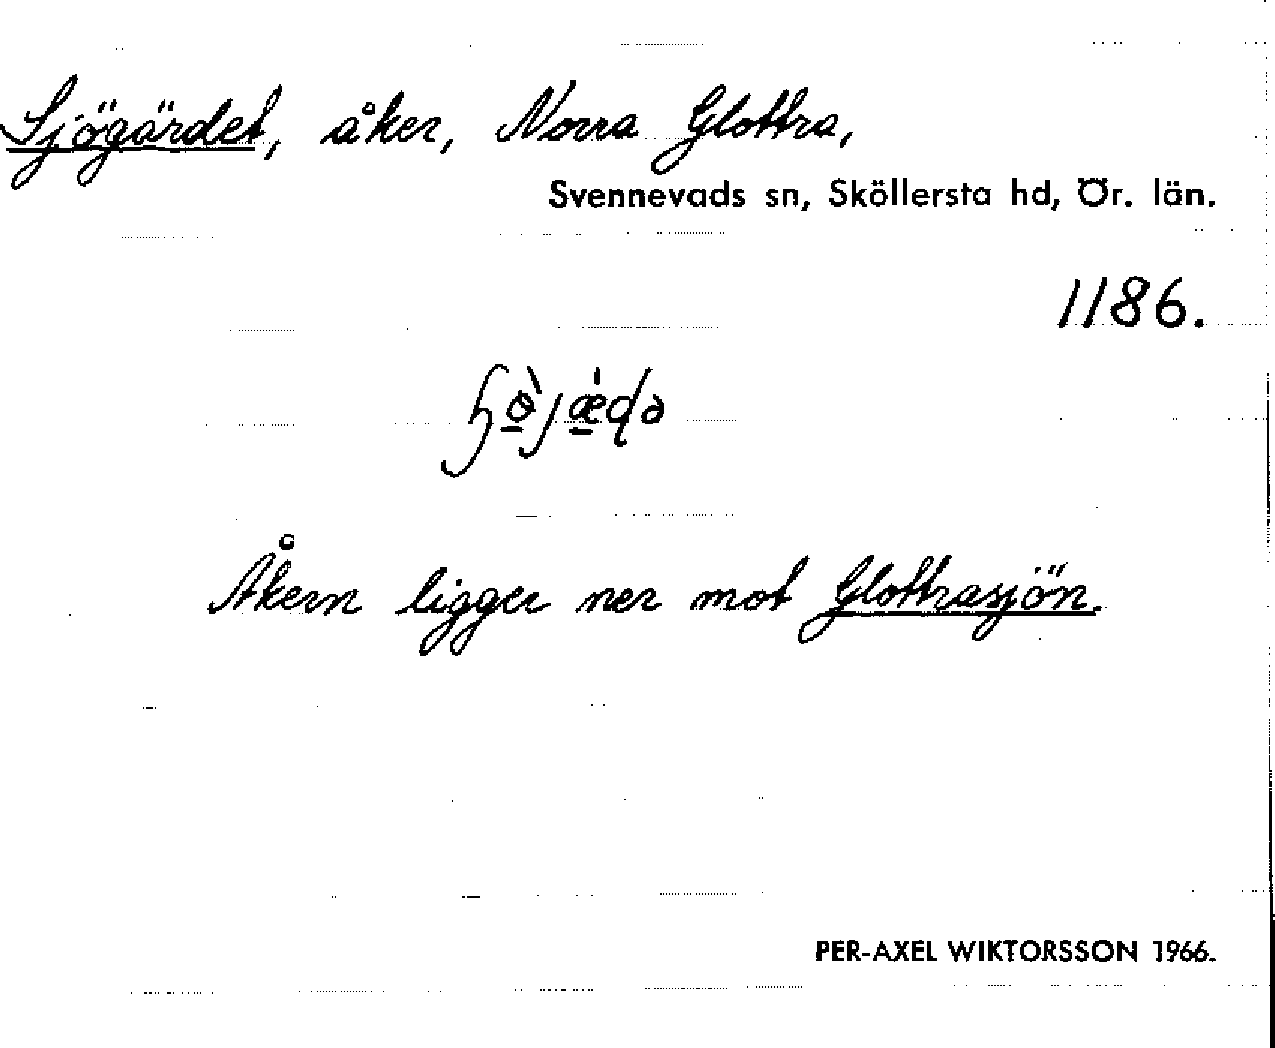 Sjögärdet, åker, Norra Glottra,
Svennevads sn, Sköllersta hd, Ör. län.
1186.
Åkern ligger ner mot Glottrasjön.
PER-AXEL WIKTORSSON 1966.